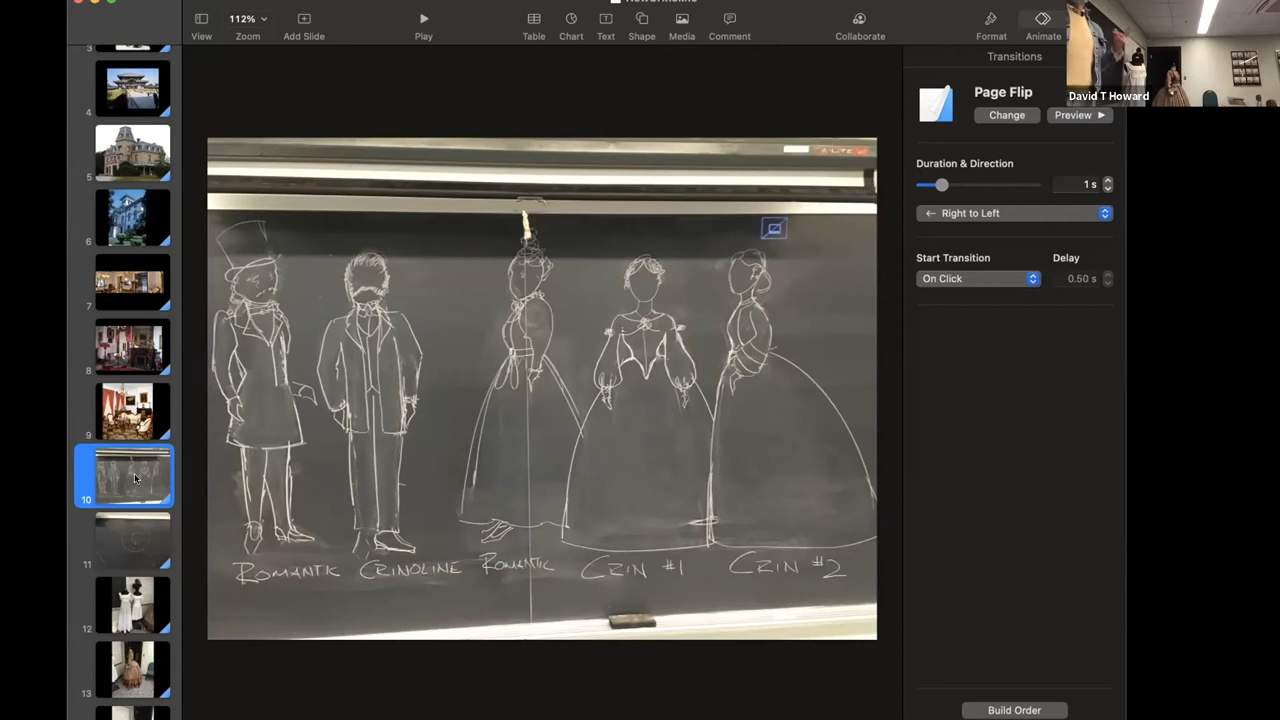 112%
View
Zoom
Add Slide
Play
Table
Chart
Text
Shape
Media
Comment
Collaborate
Format
Animate
Transitions
David T Howard
Page Flip
Change
Preview
Duration & Direction
1 s
← Right to Left
Start Transition
Delay
On Click
0.50 s
Build Order
3
4
5
6
7
8
9
10
11
12
13
ROMANTIC
CRINOLINE
ROMANTIC
CRIN #1
CRIN #2